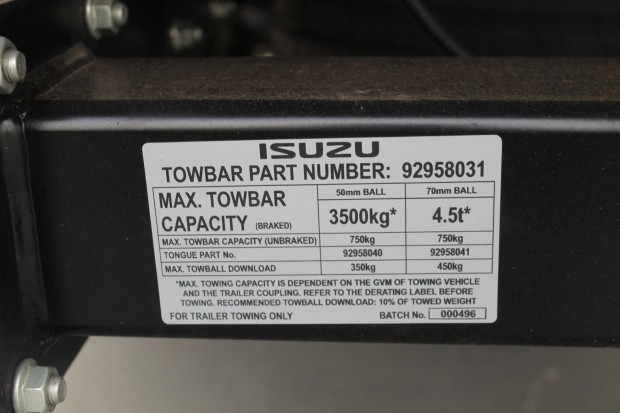 ISUZU
TOWBAR PART NUMBER: 92958031
MAX. TOWBAR CAPACITY (BRAKED) 50mm BALL 3500kg* 70mm BALL 4.5t*
MAX. TOWBAR CAPACITY (UNBRAKED) 750kg 750kg
TONGUE PART No. 92958040 92958041
MAX. TOWBALL DOWNLOAD 350kg 450kg
*MAX. TOWING CAPACITY IS DEPENDENT ON THE GVM OF TOWING VEHICLE
AND THE TRAILER COUPLING. REFER TO THE DERATING LABEL BEFORE
TOWING. RECOMMENDED TOWBALL DOWNLOAD: 10% OF TOWED WEIGHT
FOR TRAILER TOWING ONLY BATCH No. 000496